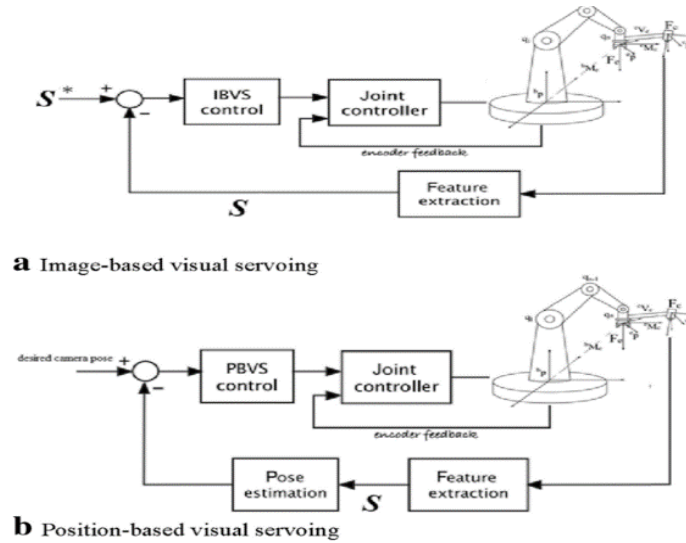 S* + − IBVS control Joint controller
encoder feedback
S Feature extraction
a Image-based visual servoing
desired camera pose + − PBVS control Joint controller
encoder feedback
Pose estimation S Feature extraction
b Position-based visual servoing